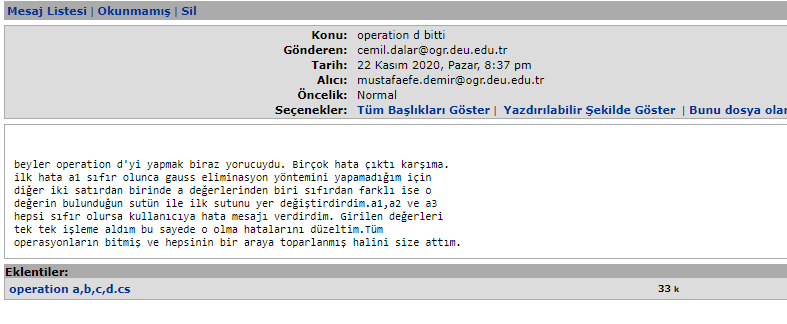 Mesaj Listesi | Okunmamış | Sil
Konu: operation d bitti
Gönderen: cemil.dalar@ogr.deu.edu.tr
Tarih: 22 Kasım 2020, Pazar, 8:37 pm
Alıcı: mustafaefe.demir@ogr.deu.edu.tr
Öncelik: Normal
Seçenekler: Tüm Başlıkları Göster | Yazdırılabilir Şekilde Göster | Bunu dosya olar
beyler operation d'yi yapmak biraz yorucuydu. Birçok hata çıktı karşıma.
ilk hata a1 sıfır olunca gauss eliminasyon yöntemini yapamadığım için
diğer iki satırdan birinde a değerlerinden biri sıfırdan farklı ise o
değerin bulunduğun sutün ile ilk sutunu yer değiştirdirdim.a1,a2 ve a3
hepsi sıfır olursa kullanıcıya hata mesajı verdirdim. Girilen değerleri
tek tek işleme aldım bu sayede o olma hatalarını düzeltim.Tüm
operasyonların bitmiş ve hepsinin bir araya toparlanmış halini size attım.
Eklentiler:
operation a,b,c,d.cs 33 k